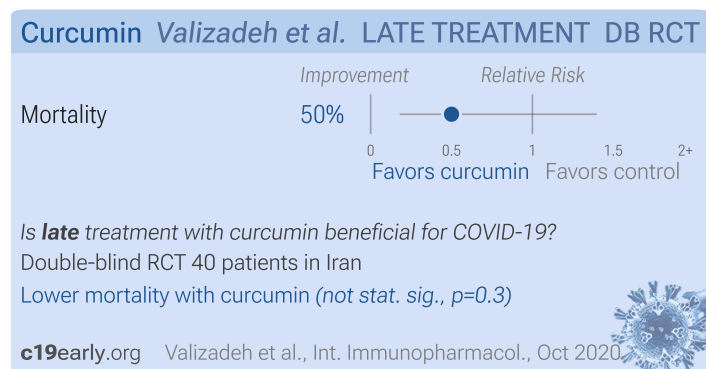 Curcumin Valizadeh et al. LATE TREATMENT DB RCT
Improvement Relative Risk
Mortality 50%
0 0.5 1 1.5 2+
Favors curcumin Favors control
Is late treatment with curcumin beneficial for COVID-19?
Double-blind RCT 40 patients in Iran
Lower mortality with curcumin (not stat. sig., p=0.3)
c19early.org Valizadeh et al., Int. Immunopharmacol., Oct 2020